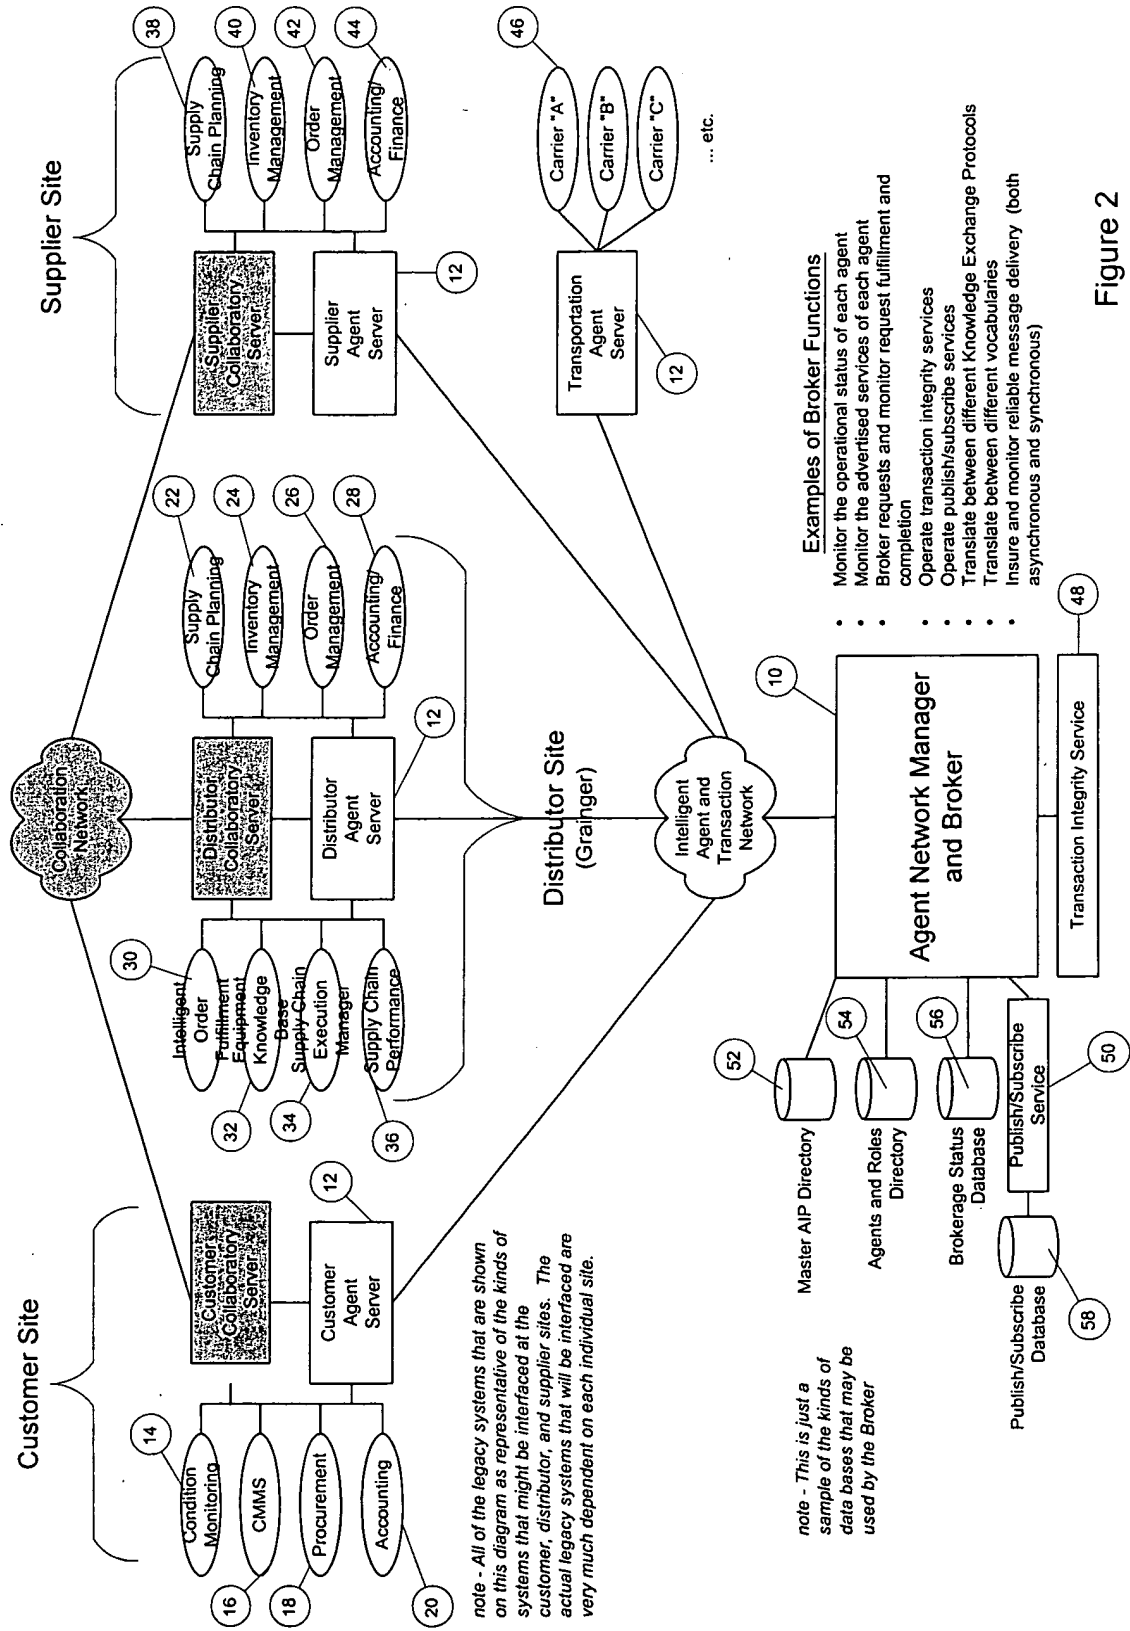 Customer Site
Supplier Site
Collaboration
Network
14
Condition
Monitoring
CMMS
16
Procurement
18
Accounting
20
Customer
Collaboratory
Server
Customer
Agent
Server
12
30
Intelligent
Order
Fulfillment
Equipment
Knowledge
Base
32
Supply Chain
Execution
Manager
34
Supply Chain
Performance
36
Distributor
Collaboratory
Server
Distributor
Agent
Server
12
Supply
Chain Planning
22
Inventory
Management
24
Order
Management
26
Accounting/
Finance
28
Distributor Site
(Grainger)
Supplier
Collaboratory
Server
Supplier
Agent
Server
12
Supply
Chain Planning
38
Inventory
Management
40
Order
Management
42
Accounting/
Finance
44
Transportation
Agent
Server
12
Carrier "A"
Carrier "B"
Carrier "C"
... etc.
46
note - All of the legacy systems that are shown
on this diagram as representative of the kinds of
systems that might be interfaced at the
customer, distributor, and supplier sites. The
actual legacy systems that will be interfaced are
very much dependent on each individual site.
Intelligent
Agent and
Transaction
Network
Agent Network Manager
and Broker
10
Transaction Integrity Service
48
52
Master AIP Directory
54
Agents and Roles
Directory
56
Brokerage Status
Database
Publish/Subscribe
Service
50
Publish/Subscribe
Database
58
note - This is just a
sample of the kinds of
data bases that may be
used by the Broker
Examples of Broker Functions
• Monitor the operational status of each agent
• Monitor the advertised services of each agent
• Broker requests and monitor request fulfillment and
completion
• Operate transaction integrity services
• Operate publish/subscribe services
• Translate between different Knowledge Exchange Protocols
• Translate between different vocabularies
• Insure and monitor reliable message delivery (both
asynchronous and synchronous)
Figure 2